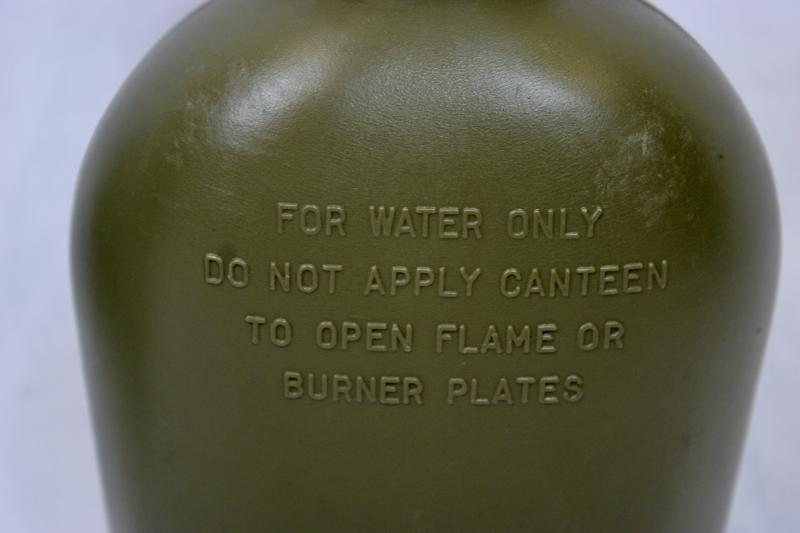 FOR WATER ONLY
DO NOT APPLY CANTEEN
TO OPEN FLAME OR
BURNER PLATES